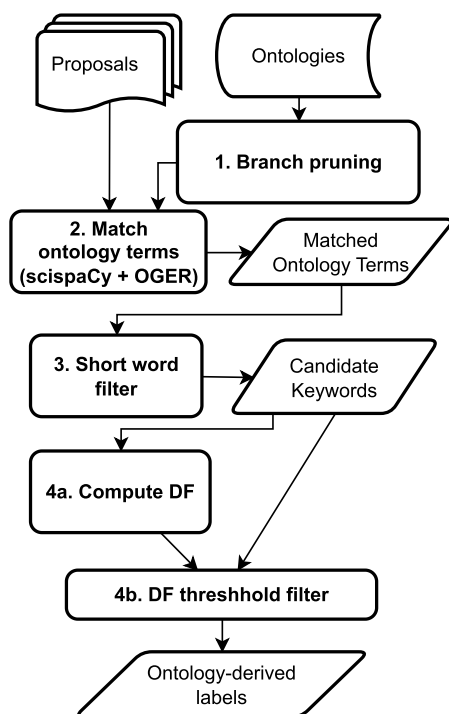 Proposals
Ontologies
1. Branch pruning
2. Match
ontology terms
(scispaCy + OGER)
Matched
Ontology Terms
3. Short word
filter
Candidate
Keywords
4a. Compute DF
4b. DF threshhold filter
Ontology-derived
labels